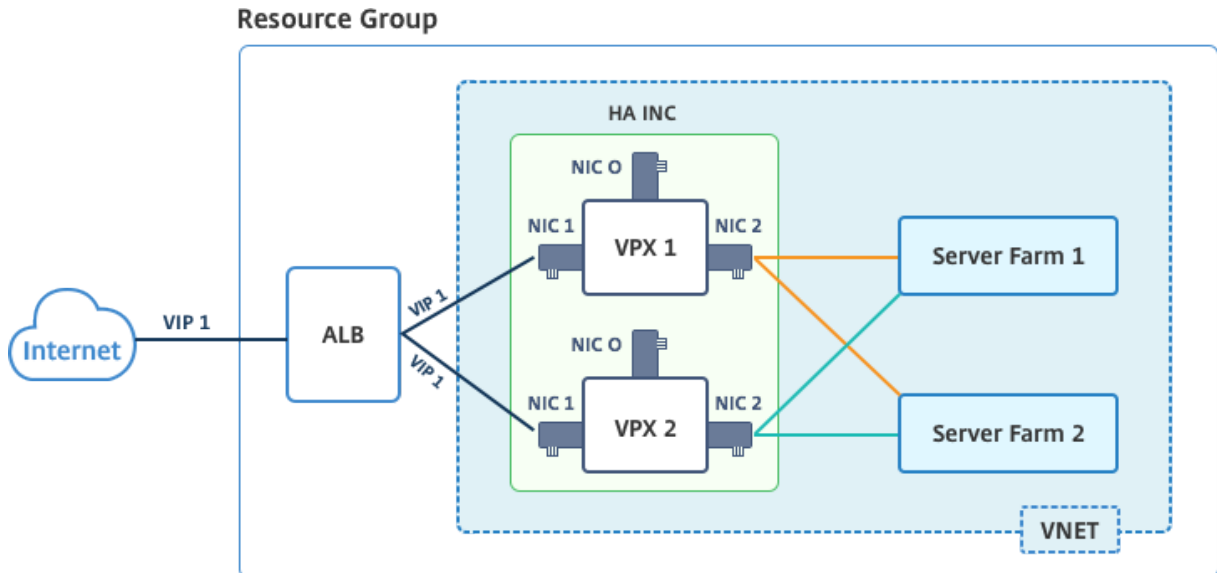 Resource Group
HA INC
NIC O
NIC 1
NIC 2
VPX 1
Server Farm 1
VIP 1
VIP 1
ALB
Internet
VIP 1
NIC O
NIC 1
NIC 2
VPX 2
Server Farm 2
VNET